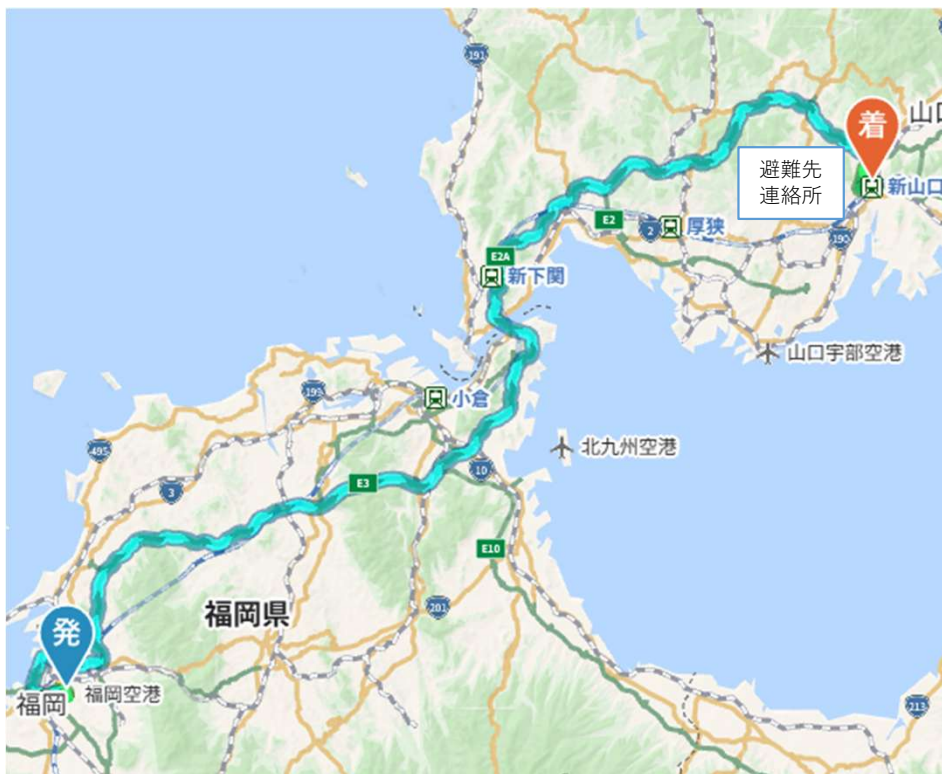 191
山口
着
避難先
連絡所
新山口
E2
2
厚狭
190
E2A
新下関
山口宇部空港
199
小倉
北九州空港
495
3
10
E3
E10
201
福岡県
発
福岡空港
福岡
213